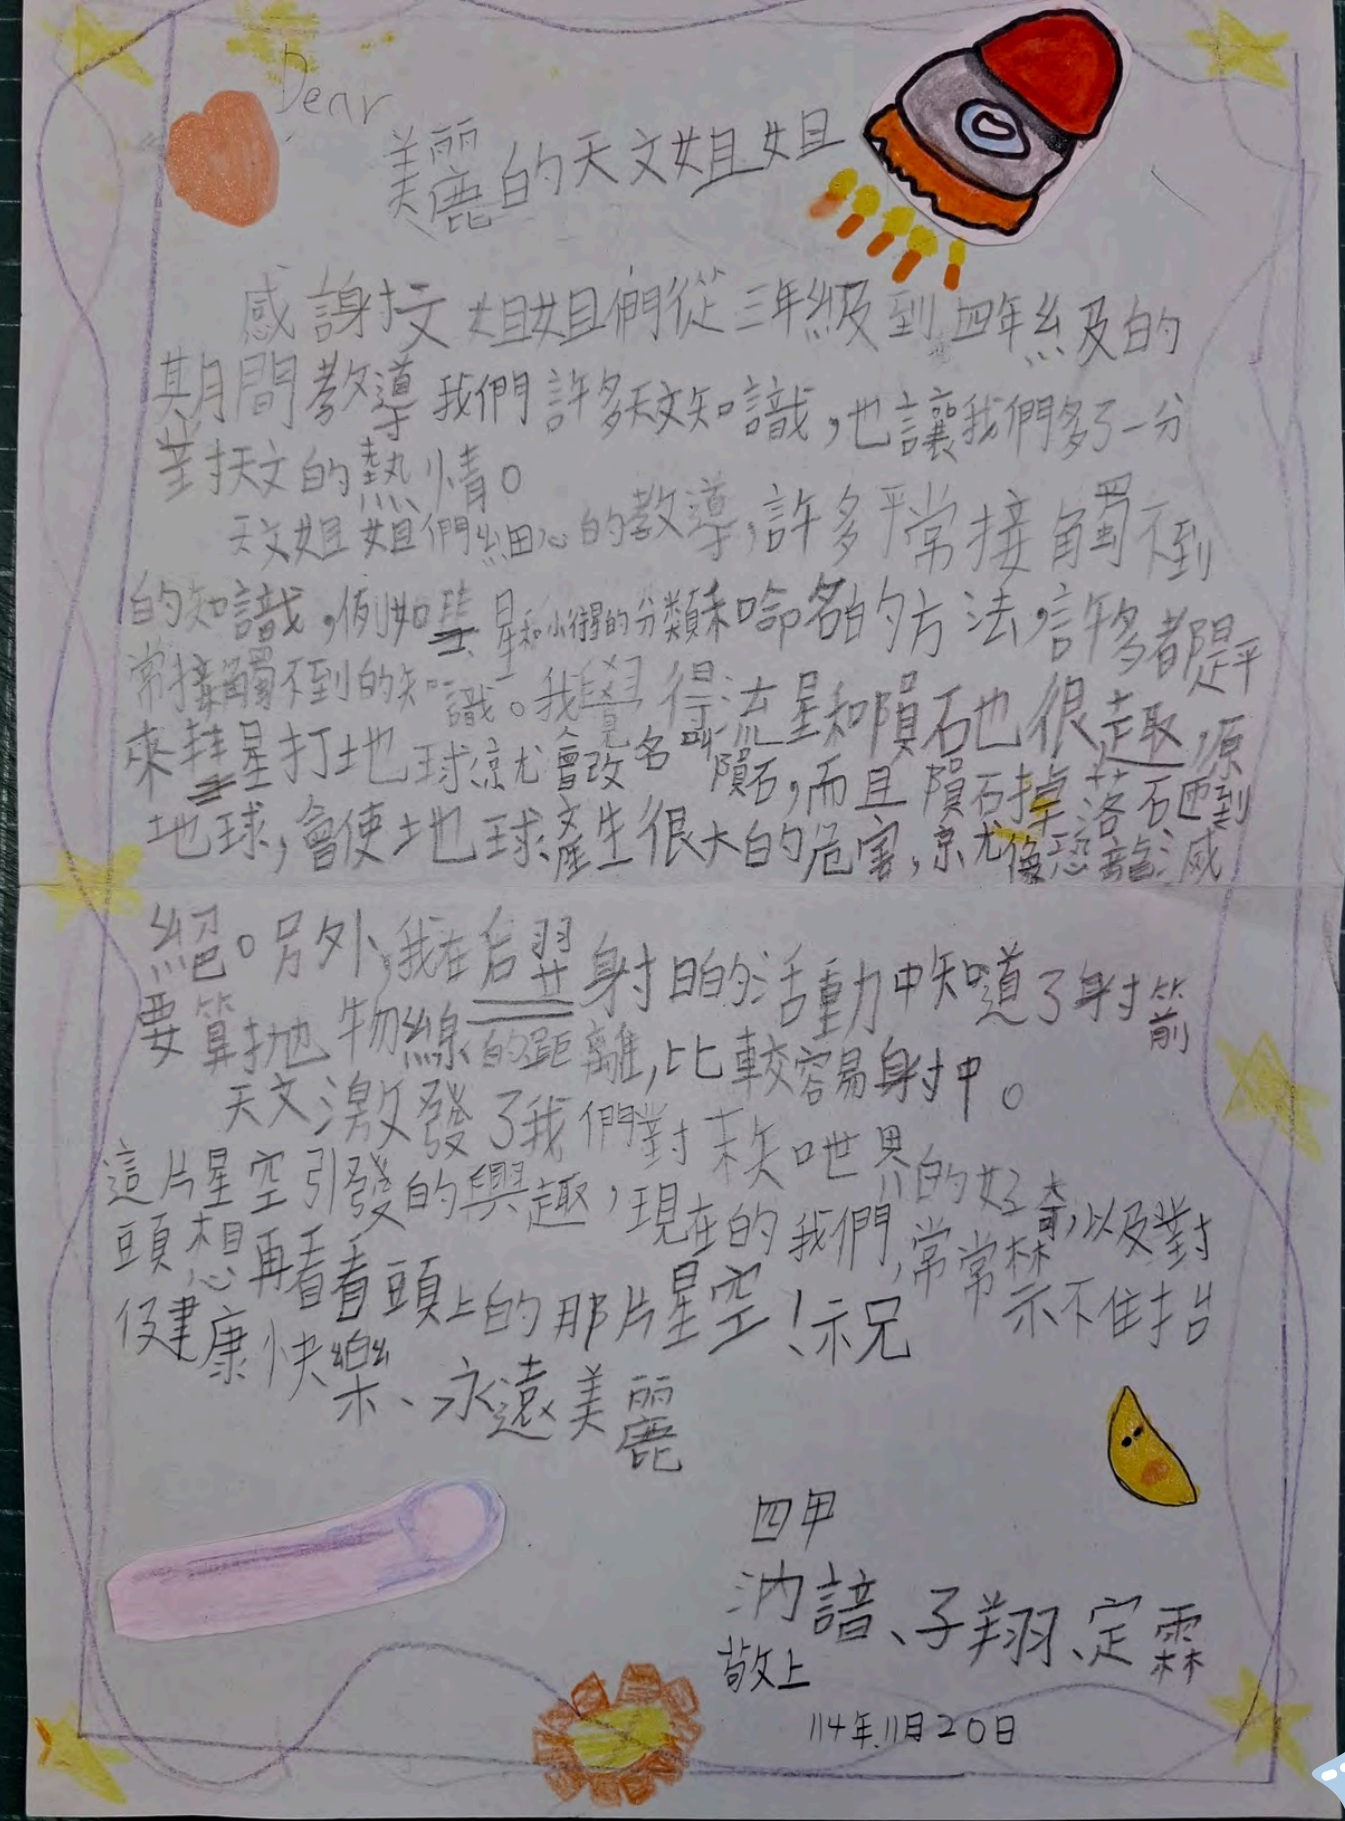 Dear
美麗的天文姐姐
感謝天文姐姐們從三年級到四年級的
期間教導我們許多天文知識，也讓我們多了一分
對天文的熱情。
天文姐姐們細心的教導，許多平常接觸不到
的知識，例如彗星和小行星的分類和命名的方法，許多都是平
常接觸不到的知識。我覺得流星和隕石也很趣，原
來彗星打地球就會改名叫隕石，而且隕石掉落砸到
地球，會使地球產生很大的危害，就像恐龍滅
絕。另外，我在后羿射日的活動中知道了射箭
要算拋物線的距離，比較容易射中。
天文激發了我們對未知世界的好奇，以及對
這片星空引發的興趣，現在的我們，常常禁不住抬
頭想再看看頭上的那片星空！祝
健康快樂、永遠美麗
四甲
汭諳、子翔、定霖
敬上
114年.11月20日